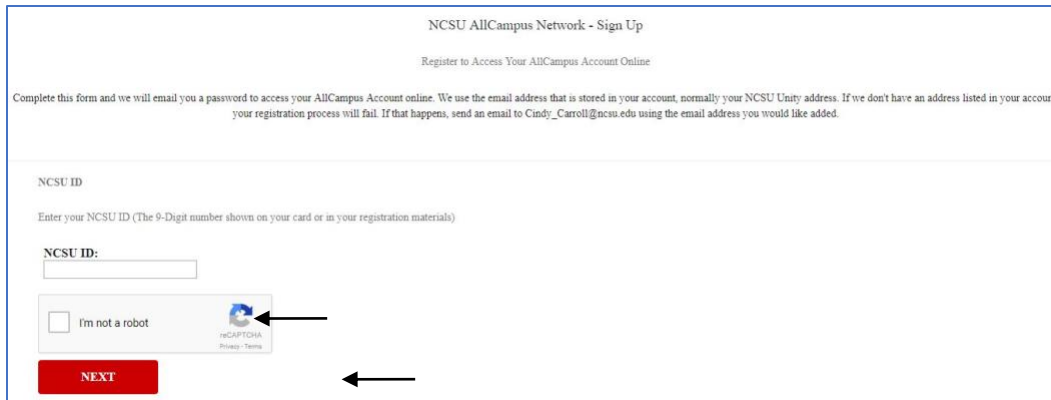 NCSU AllCampus Network - Sign Up
Register to Access Your AllCampus Account Online
Complete this form and we will email you a password to access your AllCampus Account online. We use the email address that is stored in your account, normally your NCSU Unity address. If we don't have an address listed in your accoun
your registration process will fail. If that happens, send an email to Cindy_Carroll@ncsu.edu using the email address you would like added.
NCSU ID
Enter your NCSU ID (The 9-Digit number shown on your card or in your registration materials)
NCSU ID:
I'm not a robot
reCAPTCHA
Privacy - Terms
NEXT